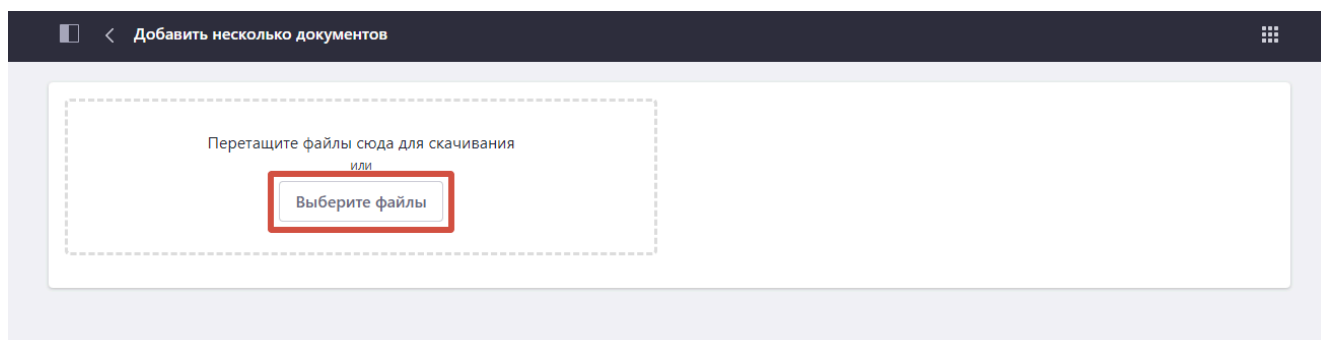 Добавить несколько документов
Перетащите файлы сюда для скачивания
или
Выберите файлы